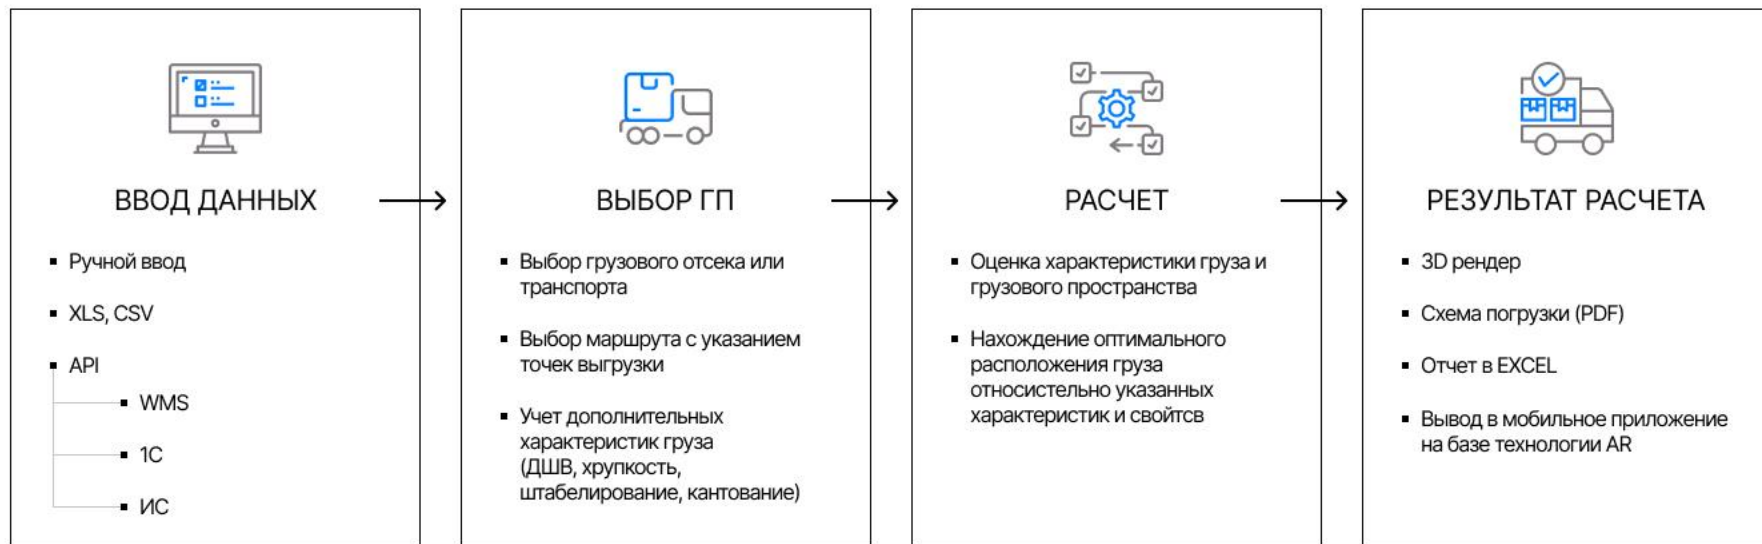 ВВОД ДАННЫХ
Ручной ввод
XLS, CSV
API
WMS
1C
ИС
ВЫБОР ГП
Выбор грузового отсека или
транспорта
Выбор маршрута с указанием
точек выгрузки
Учет дополнительных
характеристик груза
(ДШВ, хрупкость,
штабелирование, кантование)
РАСЧЕТ
Оценка характеристики груза и
грузового пространства
Нахождение оптимального
расположения груза
относистельно указанных
характеристик и свойтсв
РЕЗУЛЬТАТ РАСЧЕТА
3D рендер
Схема погрузки (PDF)
Отчет в EXCEL
Вывод в мобильное приложение
на базе технологии AR